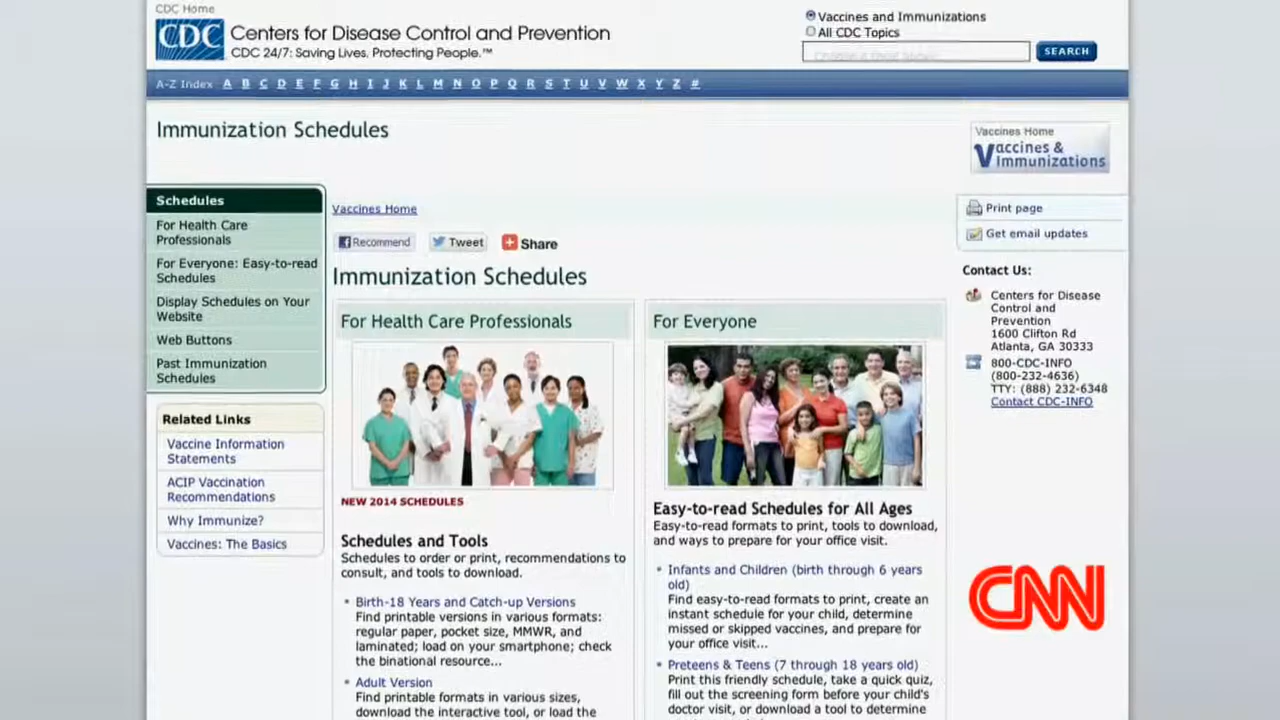 CDC Home
CDC
Centers for Disease Control and Prevention
CDC 24/7: Saving Lives. Protecting People.™
Vaccines and Immunizations
All CDC Topics
SEARCH
A-Z Index A B C D E F G H I J K L M N O P Q R S T U V W X Y Z #
Immunization Schedules
Vaccines Home
Vaccines &
Immunizations
Schedules
For Health Care
Professionals
For Everyone: Easy-to-read
Schedules
Display Schedules on Your
Website
Web Buttons
Past Immunization
Schedules
Related Links
Vaccine Information
Statements
ACIP Vaccination
Recommendations
Why Immunize?
Vaccines: The Basics
Vaccines Home
Recommend Tweet Share
Immunization Schedules
For Health Care Professionals
NEW 2014 SCHEDULES
Schedules and Tools
Schedules to order or print, recommendations to
consult, and tools to download.
Birth-18 Years and Catch-up Versions
Find printable versions in various formats:
regular paper, pocket size, MMWR, and
laminated; load on your smartphone; check
the binational resource...
Adult Version
Find printable formats in various sizes,
download the interactive tool, or load the
For Everyone
Easy-to-read Schedules for All Ages
Easy-to-read formats to print, tools to download,
and ways to prepare for your office visit.
Infants and Children (birth through 6 years
old)
Find easy-to-read formats to print, create an
instant schedule for your child, determine
missed or skipped vaccines, and prepare for
your office visit...
Preteens & Teens (7 through 18 years old)
Print this friendly schedule, take a quick quiz,
fill out the screening form before your child's
doctor visit, or download a tool to determine
Print page
Get email updates
Contact Us:
Centers for Disease
Control and
Prevention
1600 Clifton Rd
Atlanta, GA 30333
800-CDC-INFO
(800-232-4636)
TTY: (888) 232-6348
Contact CDC-INFO
CNN